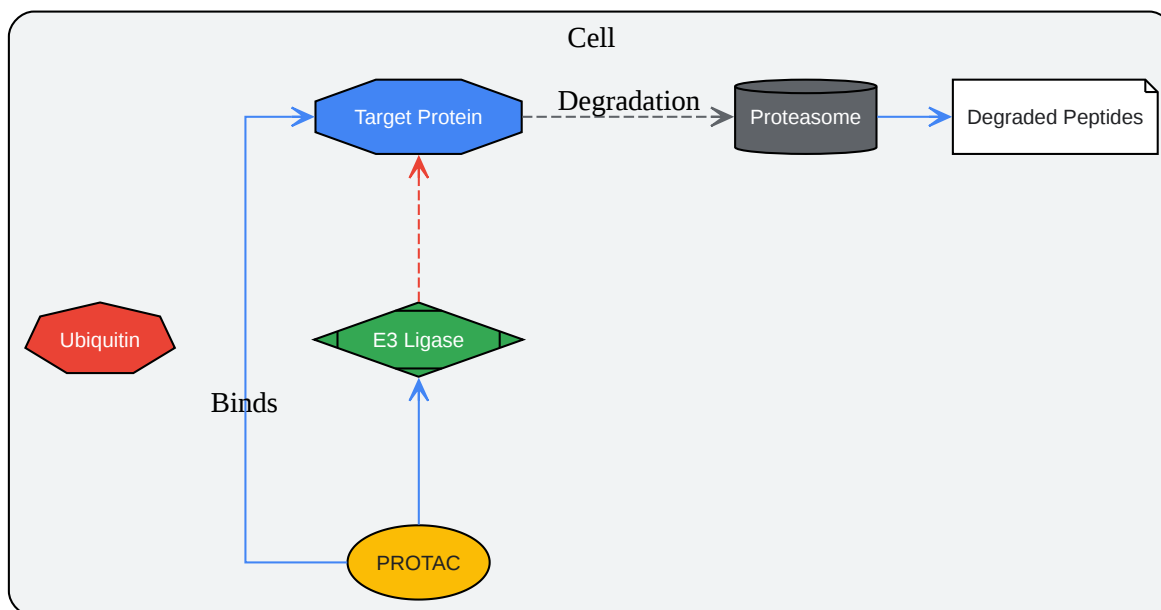 Cell
Target Protein
Degradation
Proteasome
Degraded Peptides
Ubiquitin
E3 Ligase
Binds
PROTAC